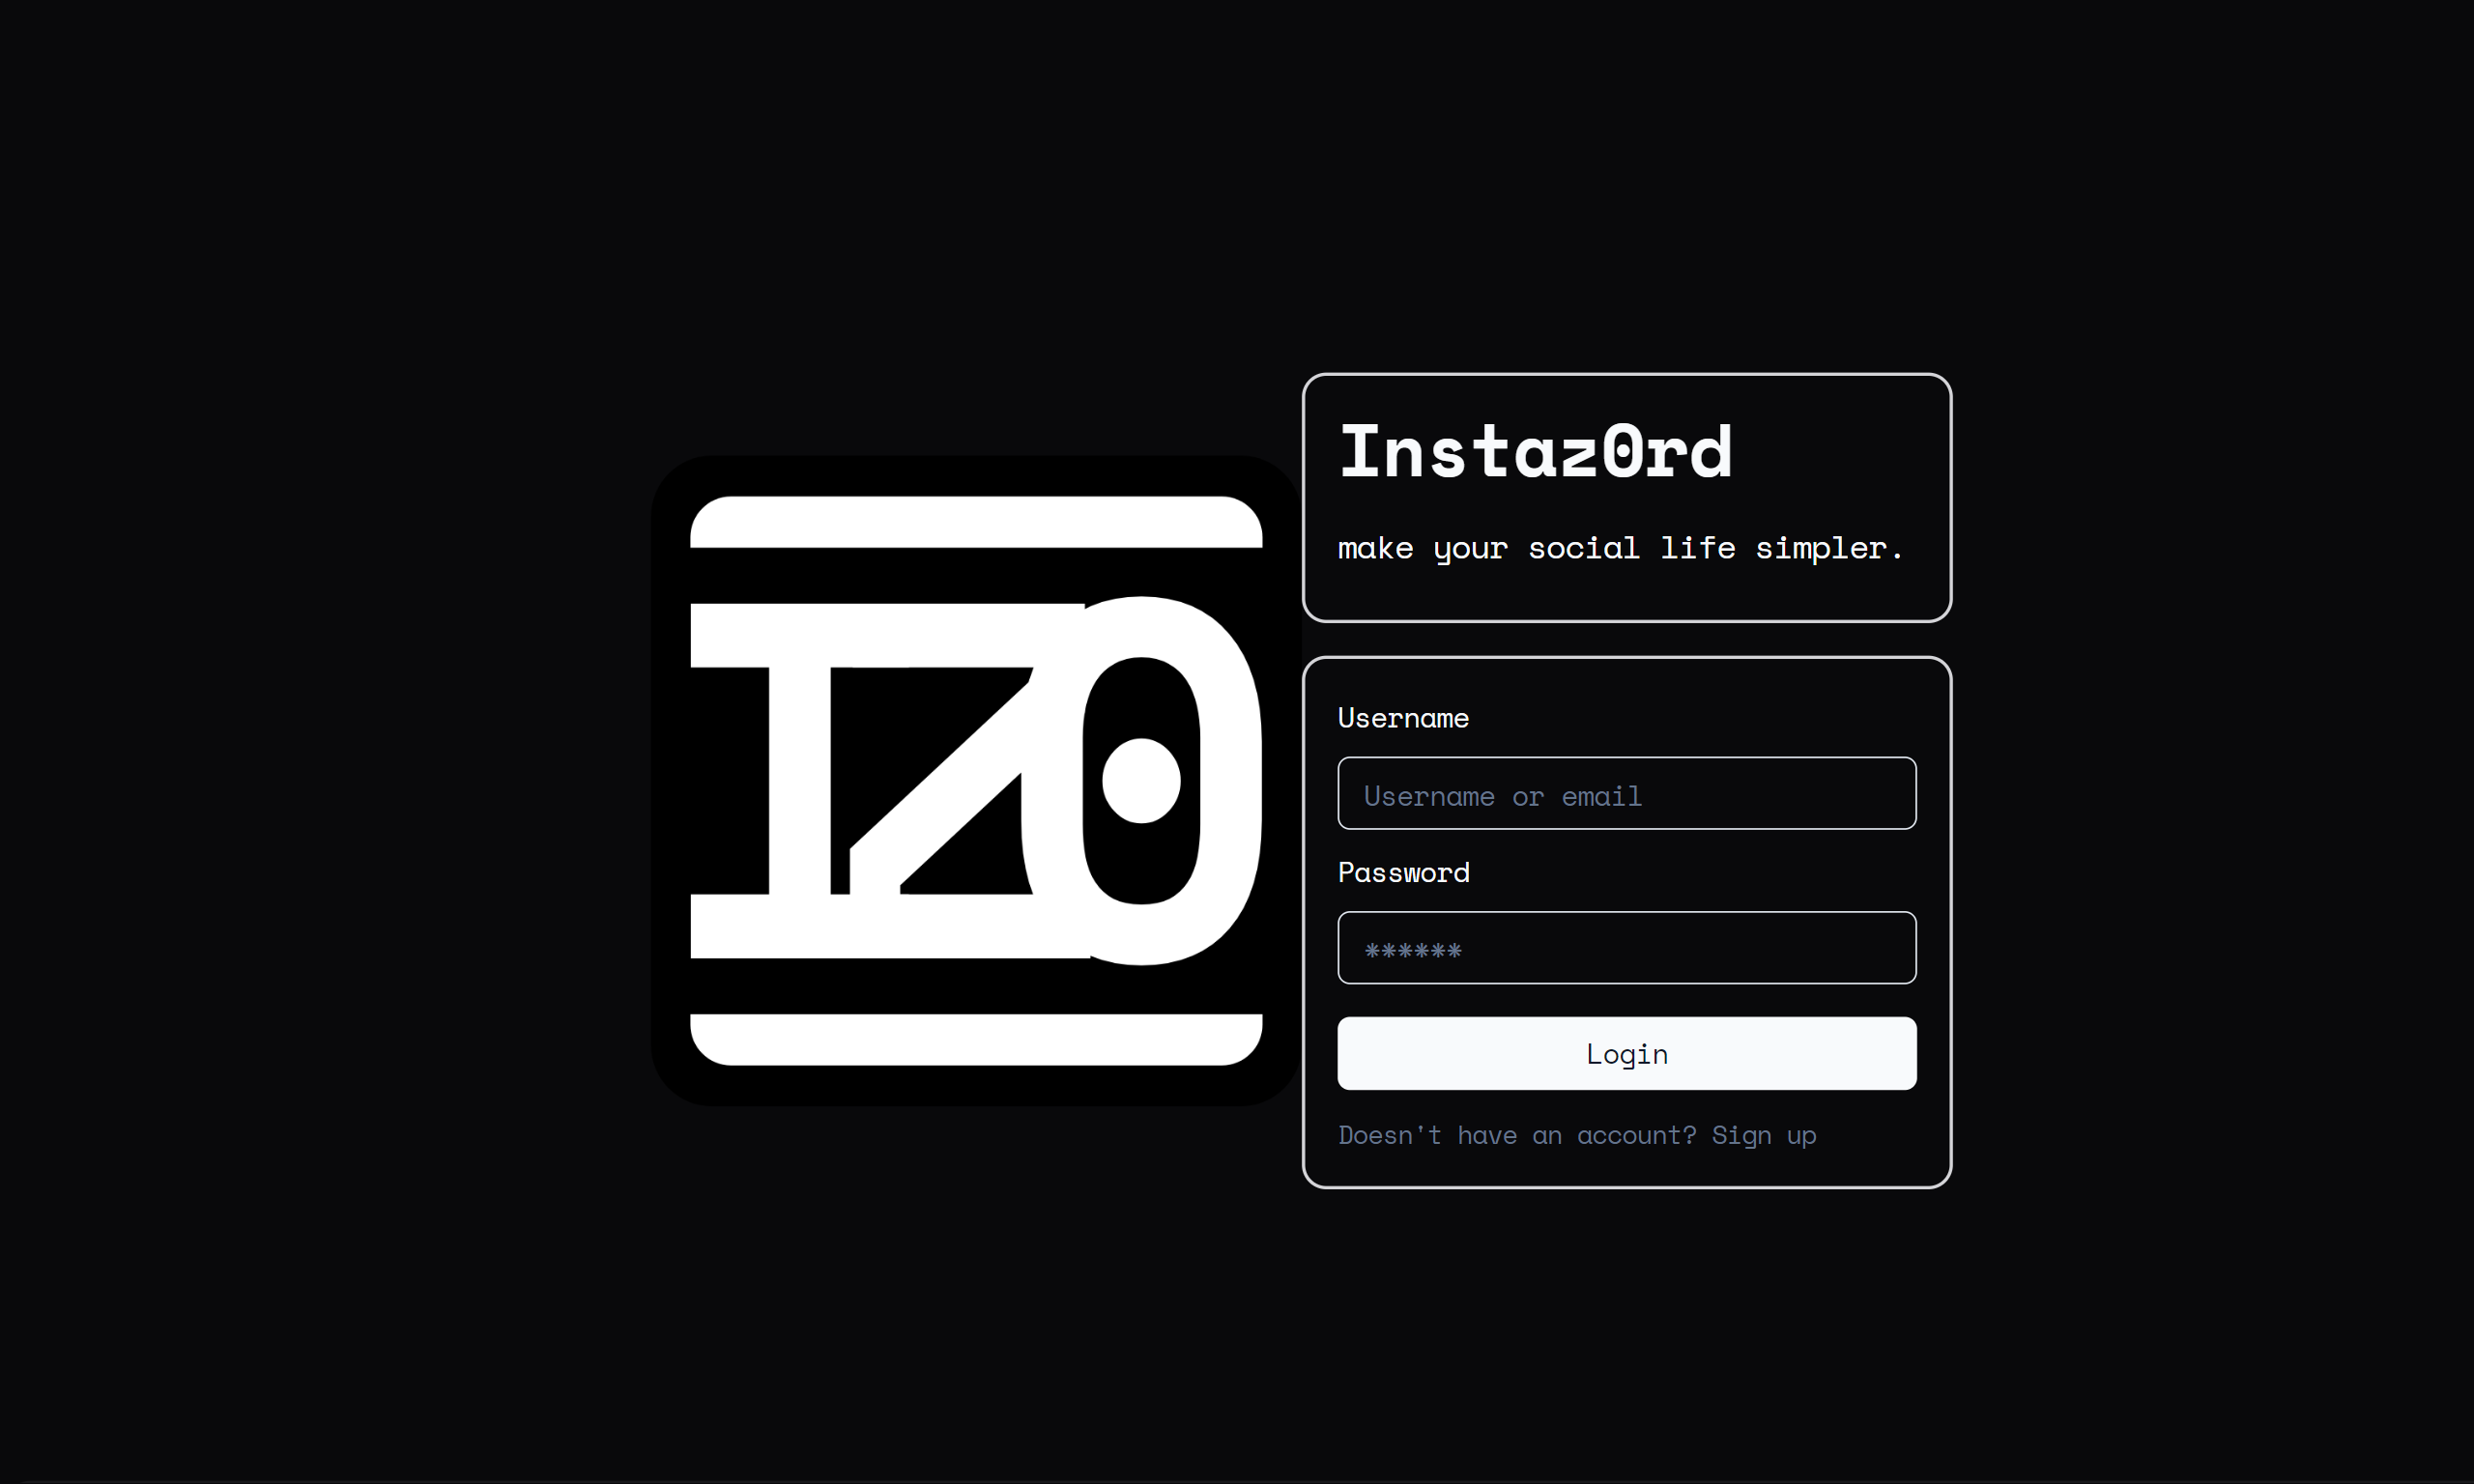 IZ0
Instaz0rd
make your social life simpler.
Username
Username or email
Password
******
Login
Doesn't have an account? Sign up